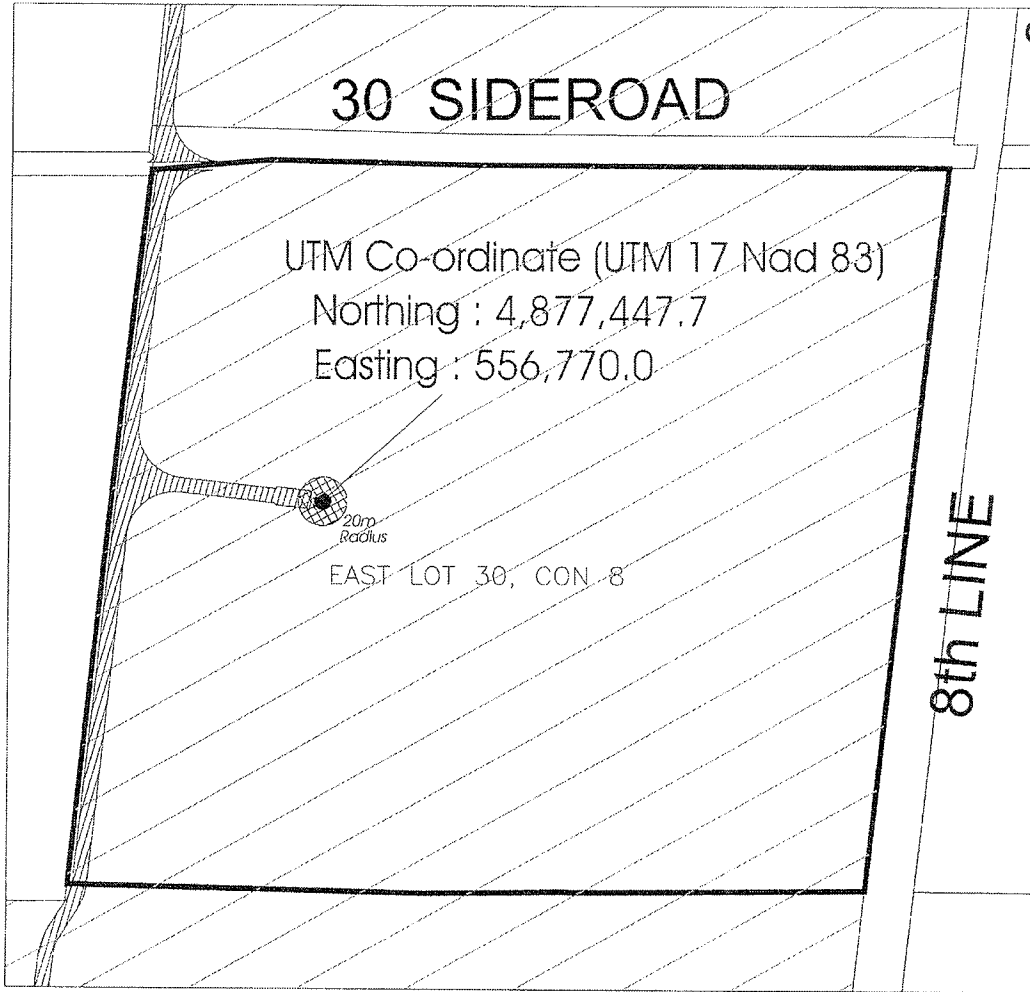 30 SIDEROAD
UTM Co-ordinate (UTM 17 Nad 83)
Northing : 4,877,447.7
Easting : 556,770.0
20m
Radius
EAST LOT 30, CON 8
8th LINE